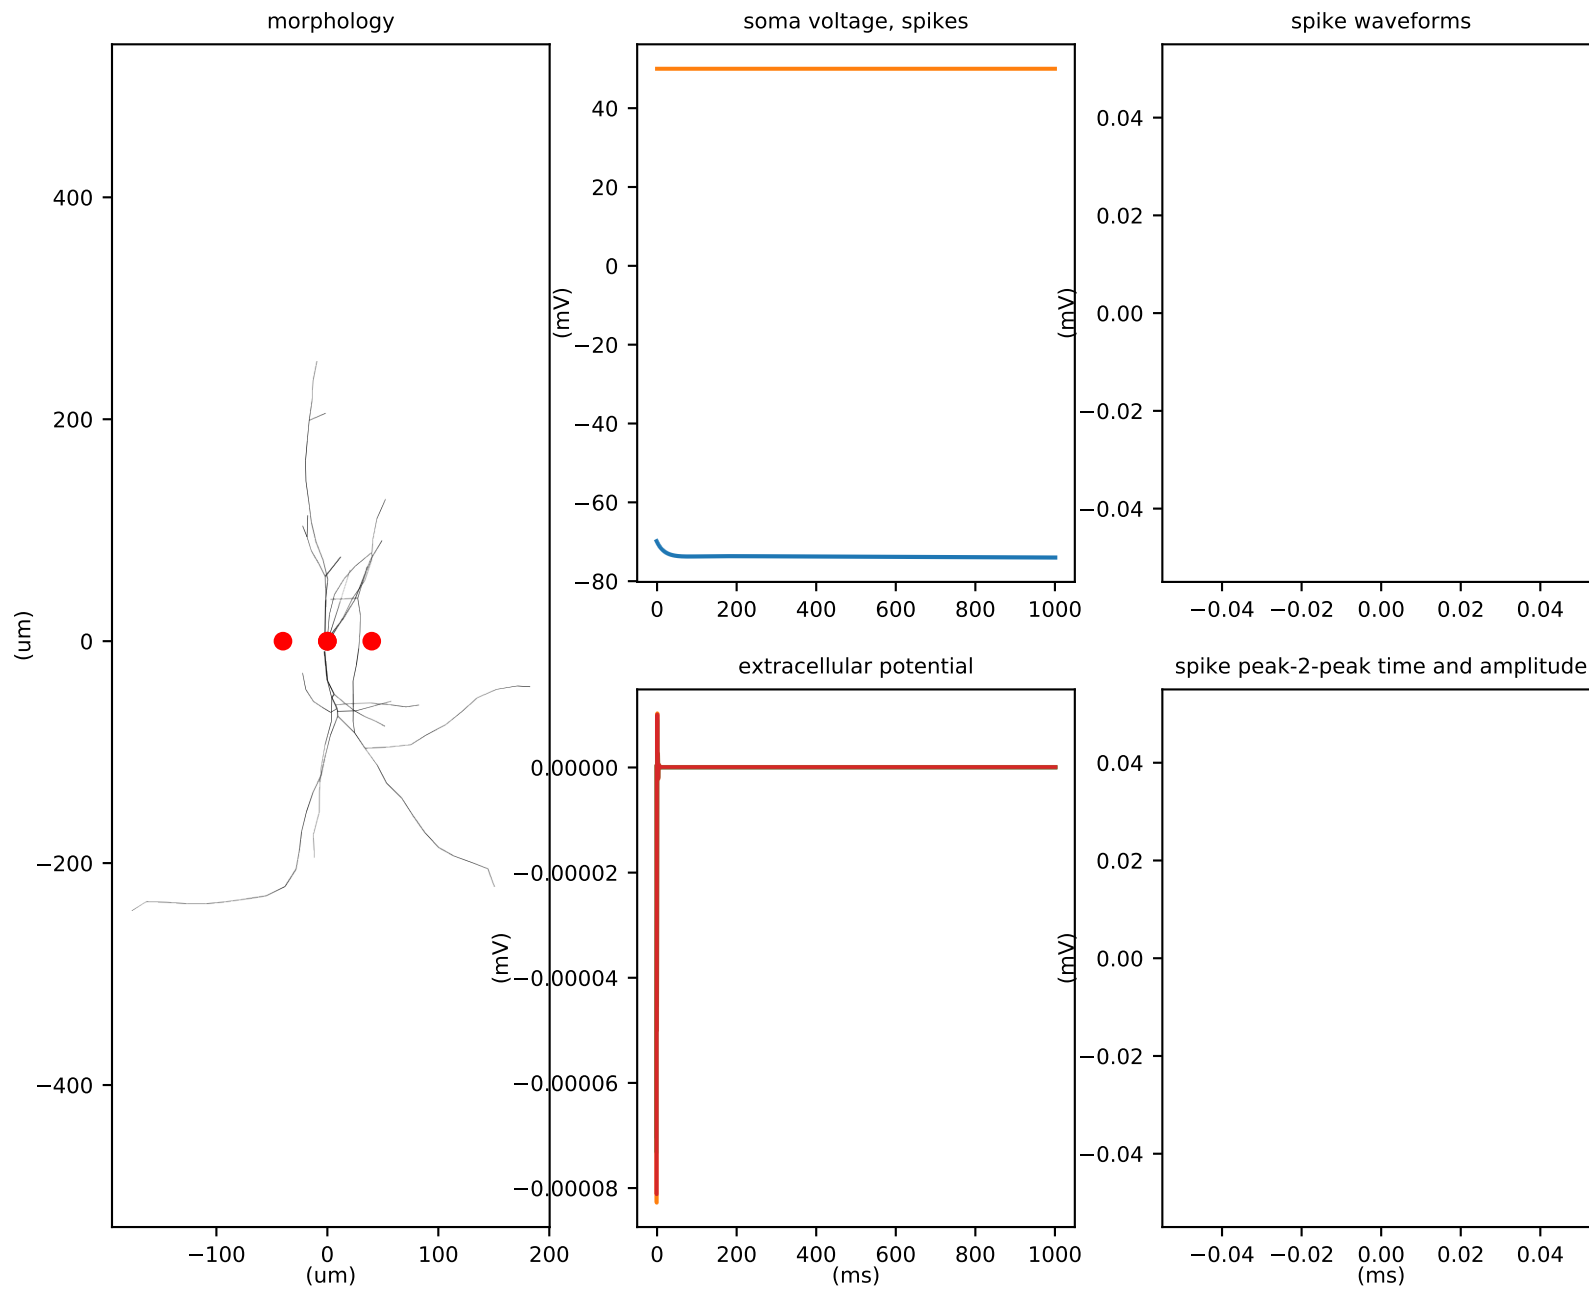 morphology
400
200
0
−200
−400
(um)
−100 0 100 200
(um)
soma voltage, spikes
40
20
0
−20
−40
−60
−80
(mV)
0 200 400 600 800 1000
spike waveforms
0.04
0.02
0.00
−0.02
−0.04
(mV)
−0.04 −0.02 0.00 0.02 0.04
extracellular potential
0.00000
−0.00002
−0.00004
−0.00006
−0.00008
(mV)
0 200 400 600 800 1000
(ms)
spike peak-2-peak time and amplitude
0.04
0.02
0.00
−0.02
−0.04
(mV)
−0.04 −0.02 0.00 0.02 0.04
(ms)